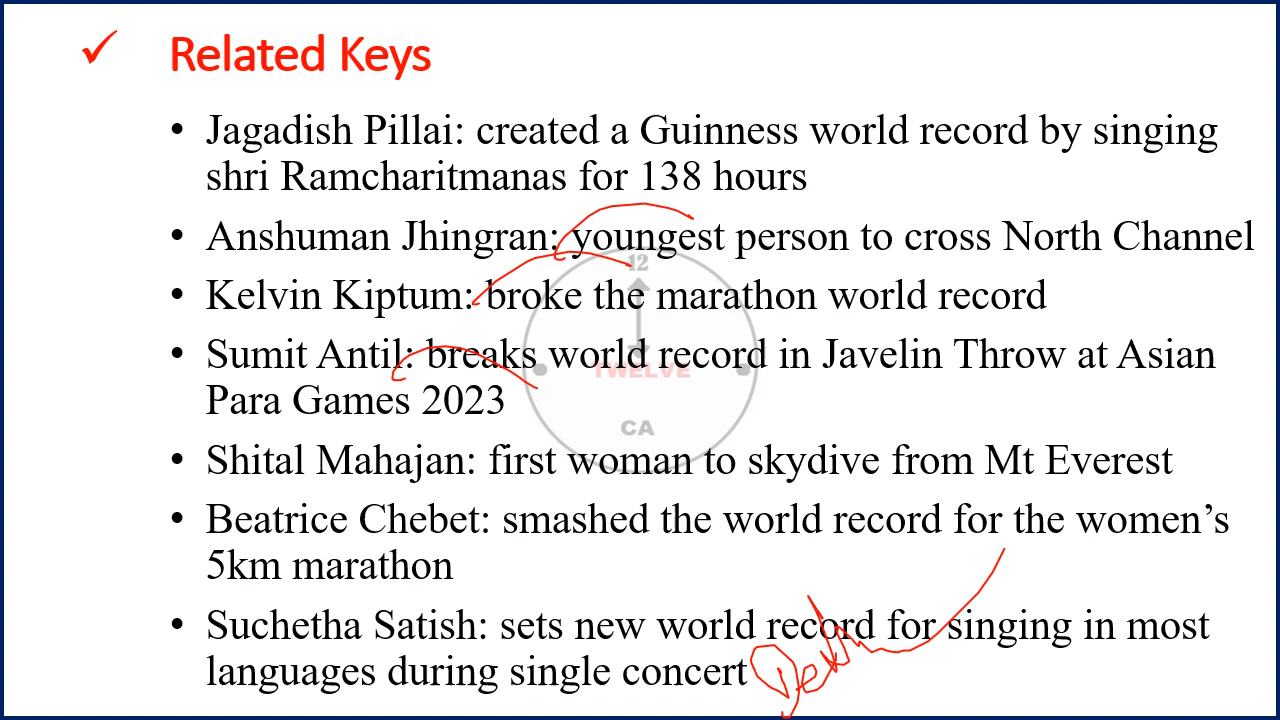 ✓ Related Keys
• Jagadish Pillai: created a Guinness world record by singing
shri Ramcharitmanas for 138 hours
• Anshuman Jhingran: youngest person to cross North Channel
• Kelvin Kiptum: broke the marathon world record
• Sumit Antil: breaks world record in Javelin Throw at Asian
Para Games 2023
• Shital Mahajan: first woman to skydive from Mt Everest
• Beatrice Chebet: smashed the world record for the women’s
5km marathon
• Suchetha Satish: sets new world record for singing in most
languages during single concert
12
TWELVE
CA